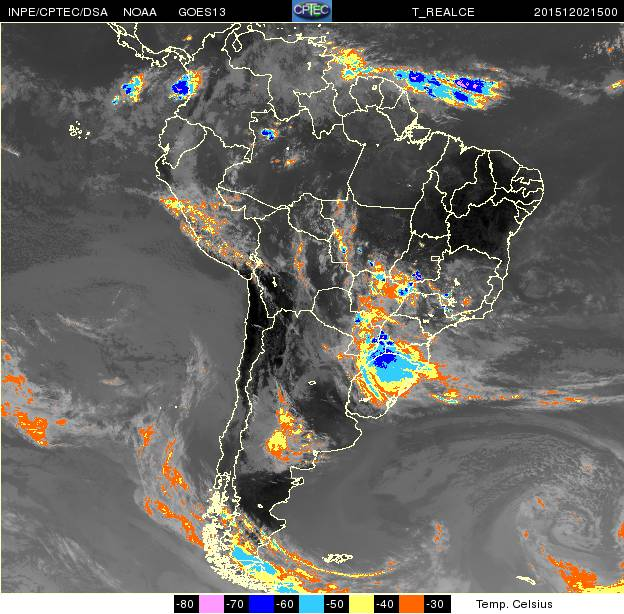 INPE/CPTEC/DSA NOAA GOES13 CPTEC T_REALCE 201512021500
-80 -70 -60 -50 -40 -30 Temp. Celsius